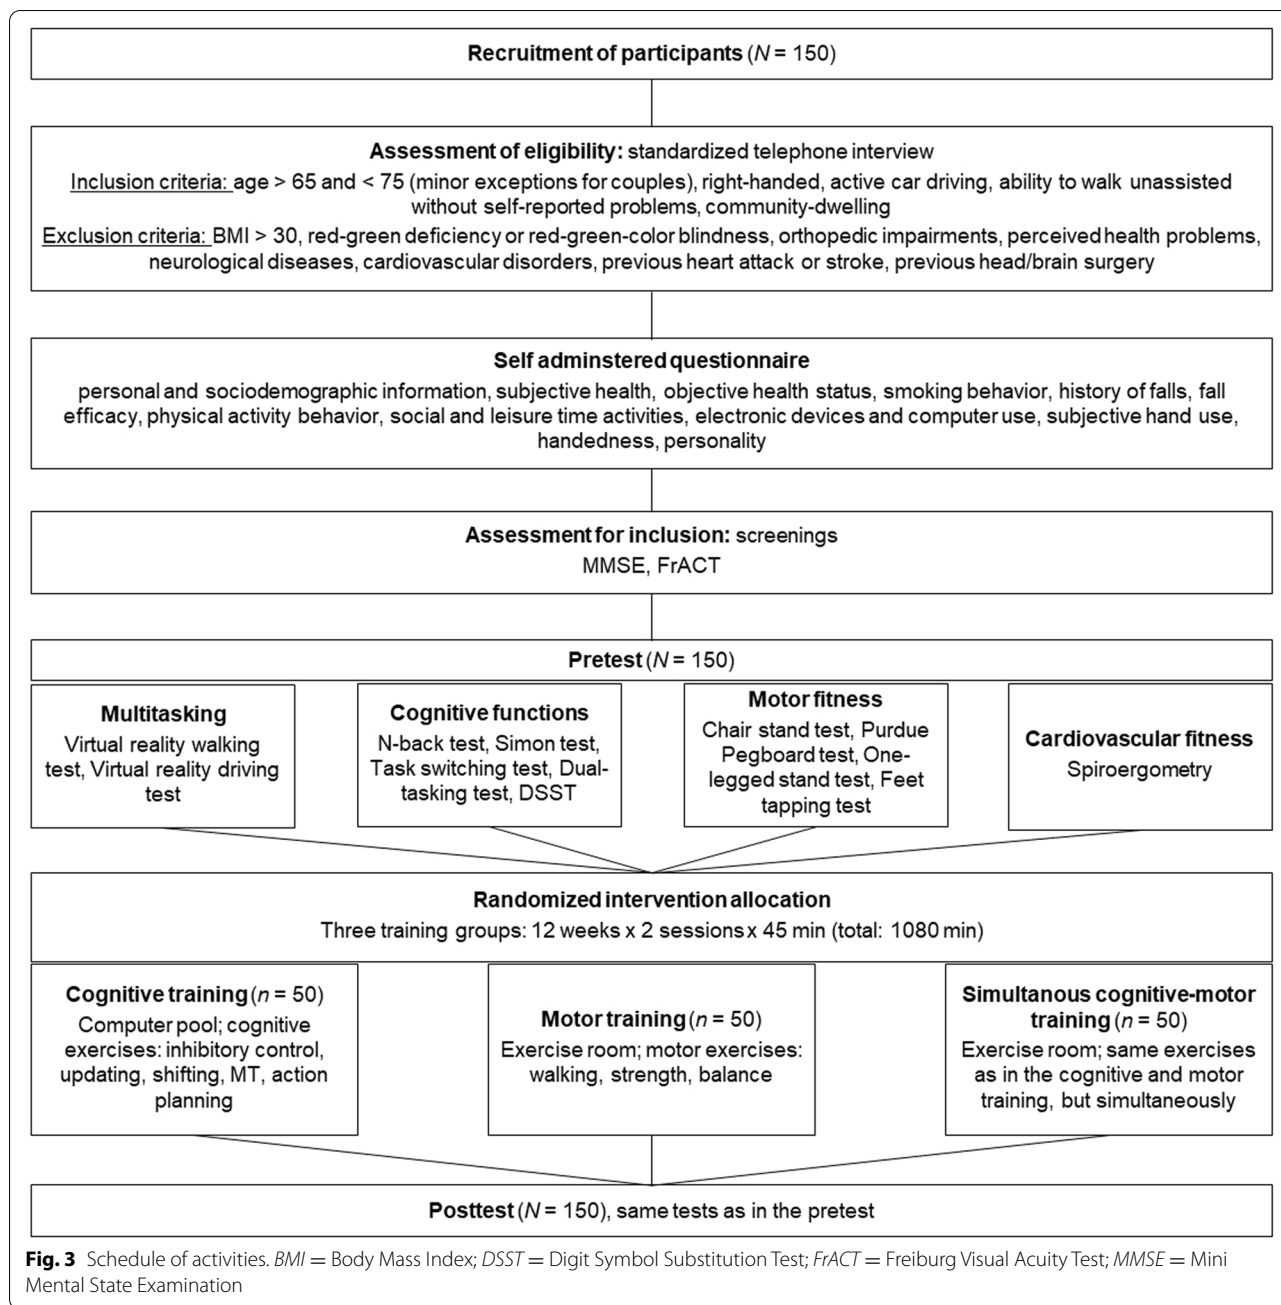 Recruitment of participants (N = 150)
Assessment of eligibility: standardized telephone interview
Inclusion criteria: age > 65 and < 75 (minor exceptions for couples), right-handed, active car driving, ability to walk unassisted
without self-reported problems, community-dwelling
Exclusion criteria: BMI > 30, red-green deficiency or red-green-color blindness, orthopedic impairments, perceived health problems,
neurological diseases, cardiovascular disorders, previous heart attack or stroke, previous head/brain surgery
Self adminstered questionnaire
personal and sociodemographic information, subjective health, objective health status, smoking behavior, history of falls, fall
efficacy, physical activity behavior, social and leisure time activities, electronic devices and computer use, subjective hand use,
handedness, personality
Assessment for inclusion: screenings
MMSE, FrACT
Pretest (N = 150)
Multitasking
Virtual reality walking
test, Virtual reality driving
test
Cognitive functions
N-back test, Simon test,
Task switching test, Dual-
tasking test, DSST
Motor fitness
Chair stand test, Purdue
Pegboard test, One-
legged stand test, Feet
tapping test
Cardiovascular fitness
Spiroergometry
Randomized intervention allocation
Three training groups: 12 weeks x 2 sessions x 45 min (total: 1080 min)
Cognitive training (n = 50)
Computer pool; cognitive
exercises: inhibitory control,
updating, shifting, MT, action
planning
Motor training (n = 50)
Exercise room; motor exercises:
walking, strength, balance
Simultanous cognitive-motor
training (n = 50)
Exercise room; same exercises
as in the cognitive and motor
training, but simultaneously
Posttest (N = 150), same tests as in the pretest
Fig. 3 Schedule of activities. BMI = Body Mass Index; DSST = Digit Symbol Substitution Test; FrACT = Freiburg Visual Acuity Test; MMSE = Mini
Mental State Examination